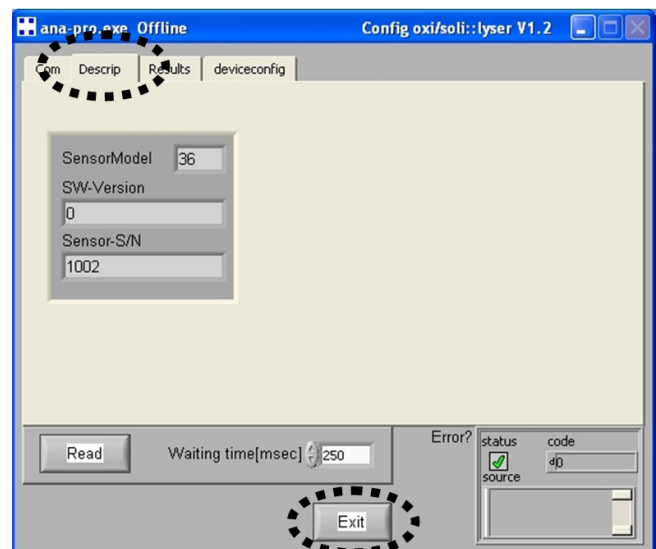 ana-pro.exe Offline Config oxi/soli::lyser V1.2
Com Descrip Results deviceconfig
SensorModel 36
SW-Version
0
Sensor-S/N
1002
Read Waiting time[msec] 250
Error?
status code
d0
source
Exit